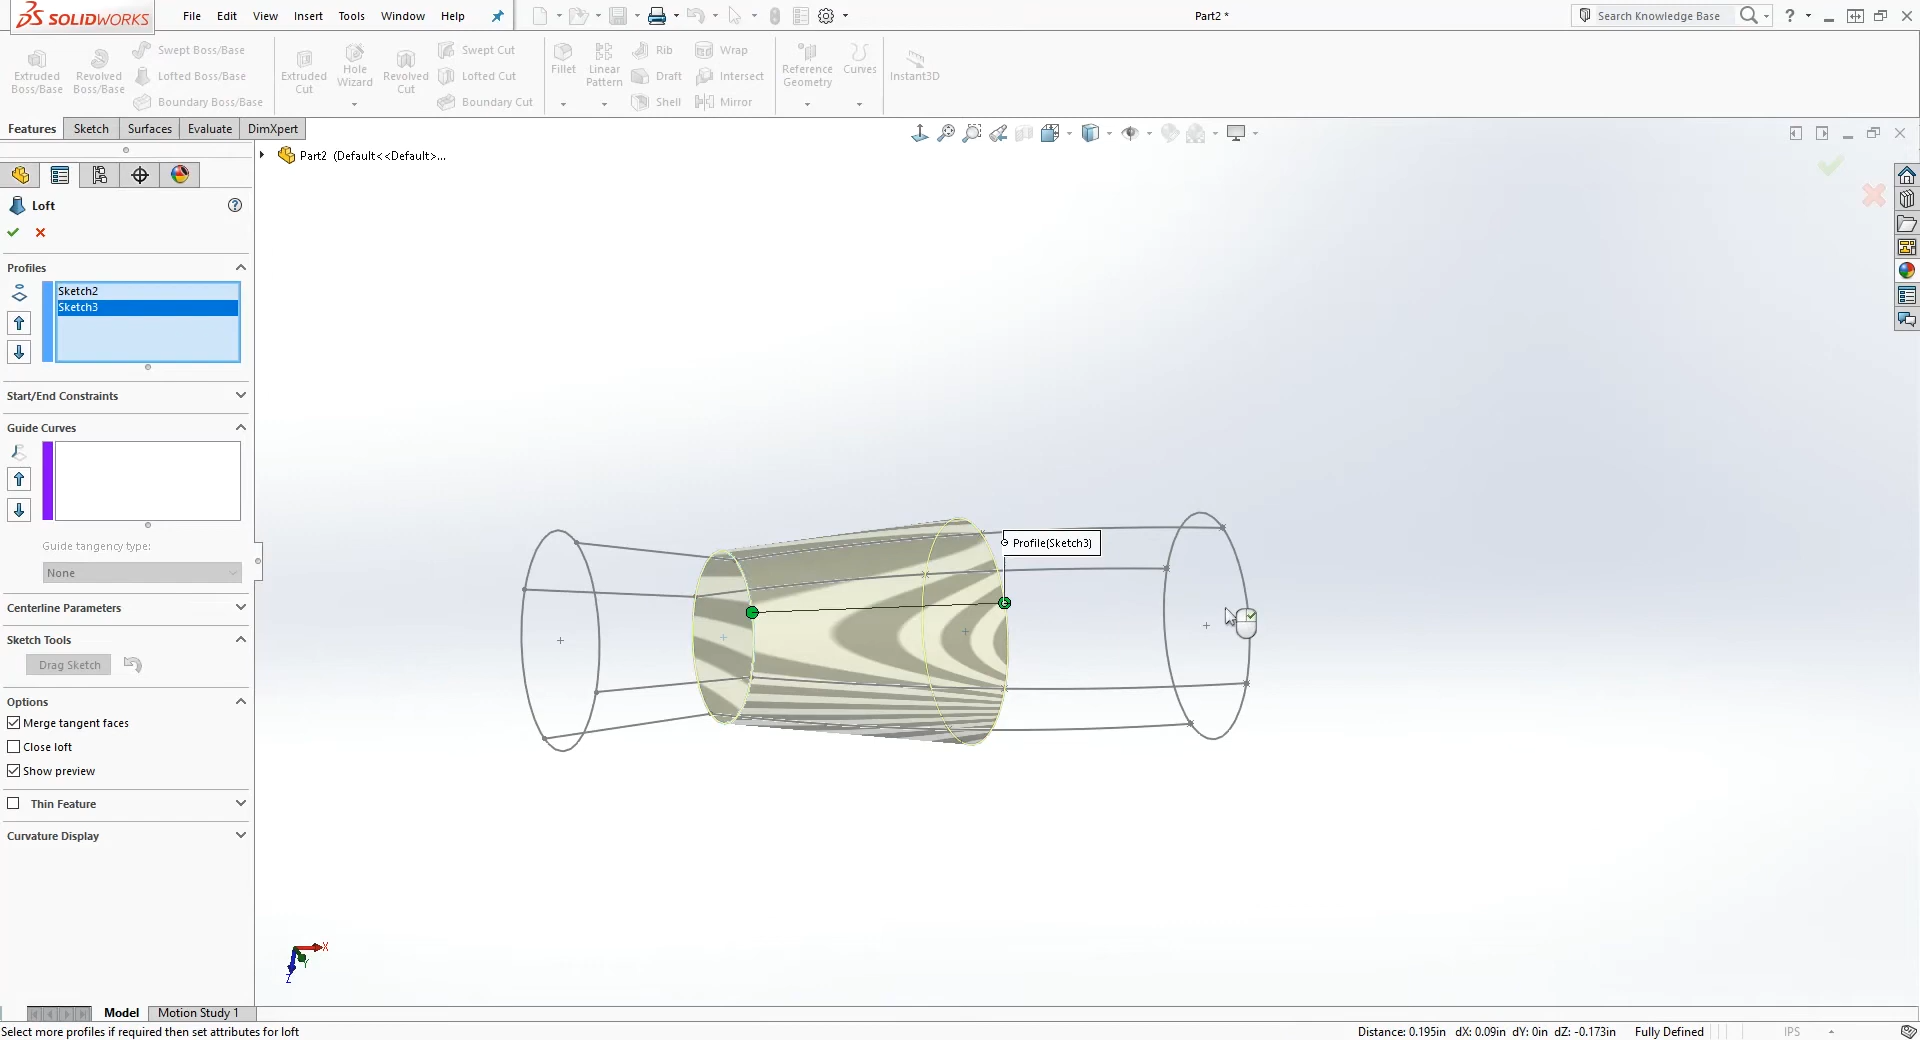 SOLIDWORKS
File Edit View Insert Tools Window Help
Part2 *
Search Knowledge Base
?
Extruded Boss/Base
Revolved Boss/Base
Swept Boss/Base
Lofted Boss/Base
Boundary Boss/Base
Extruded Cut
Hole Wizard
Revolved Cut
Swept Cut
Lofted Cut
Boundary Cut
Fillet
Linear Pattern
Rib
Draft
Shell
Wrap
Intersect
Mirror
Reference Geometry
Curves
Instant3D
Features Sketch Surfaces Evaluate DimXpert
Part2 (Default<<Default>...
Loft
?
Profiles
Sketch2
Sketch3
Start/End Constraints
Guide Curves
Guide tangency type:
None
Centerline Parameters
Sketch Tools
Drag Sketch
Options
Merge tangent faces
Close loft
Show preview
Thin Feature
Curvature Display
Profile(Sketch3)
X
Y
Z
Model Motion Study 1
Select more profiles if required then set attributes for loft
Distance: 0.195in dX: 0.09in dY: 0in dZ: -0.173in Fully Defined IPS